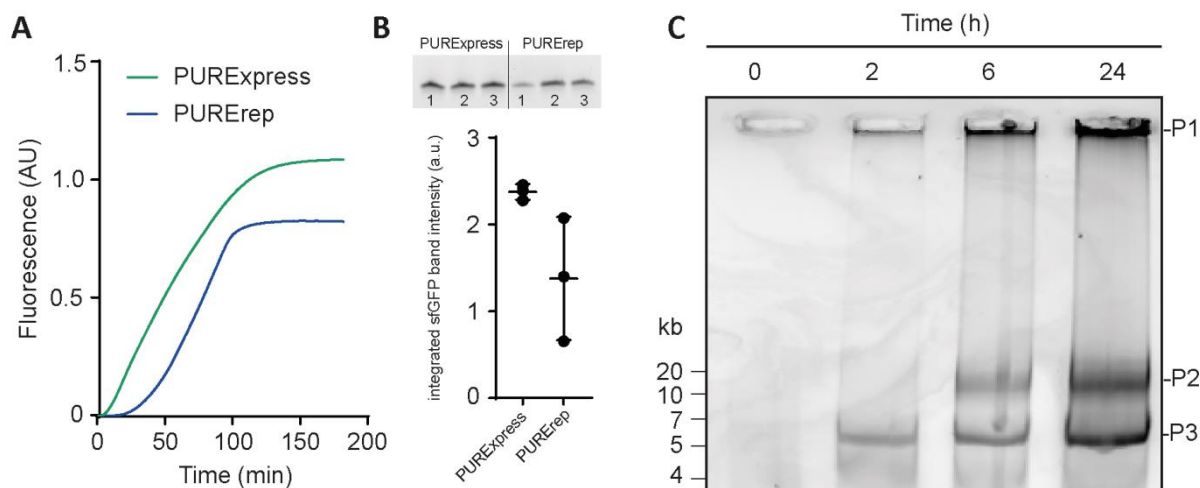 A
1.5
1.0
0.5
0
Fluorescence (AU)
PURExpress
PURErep
0 50 100 150 200
Time (min)
B
PURExpress PURErep
1 2 3 1 2 3
3
2
1
0
integrated sfGFP band intensity (a.u.)
PURExpress
PURErep
C
Time (h)
0 2 6 24
kb
20
10
7
5
4
-P1
-P2
-P3